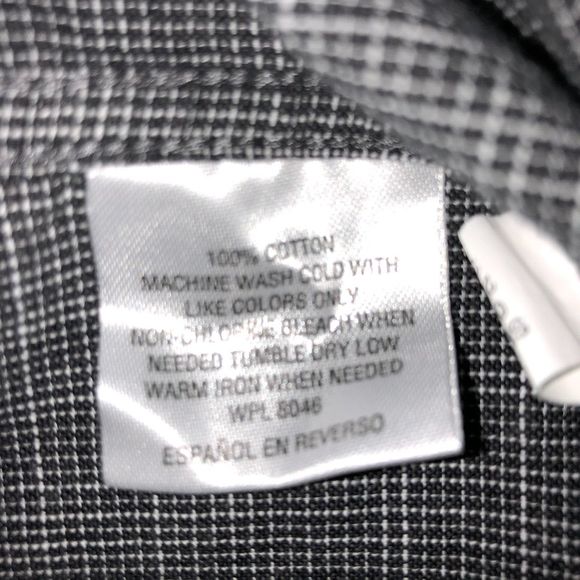 100% COTTON
MACHINE WASH COLD WITH
LIKE COLORS ONLY
NON-CHLORINE BLEACH WHEN
NEEDED TUMBLE DRY LOW
WARM IRON WHEN NEEDED
WPL 8046
ESPAÑOL EN REVERSO